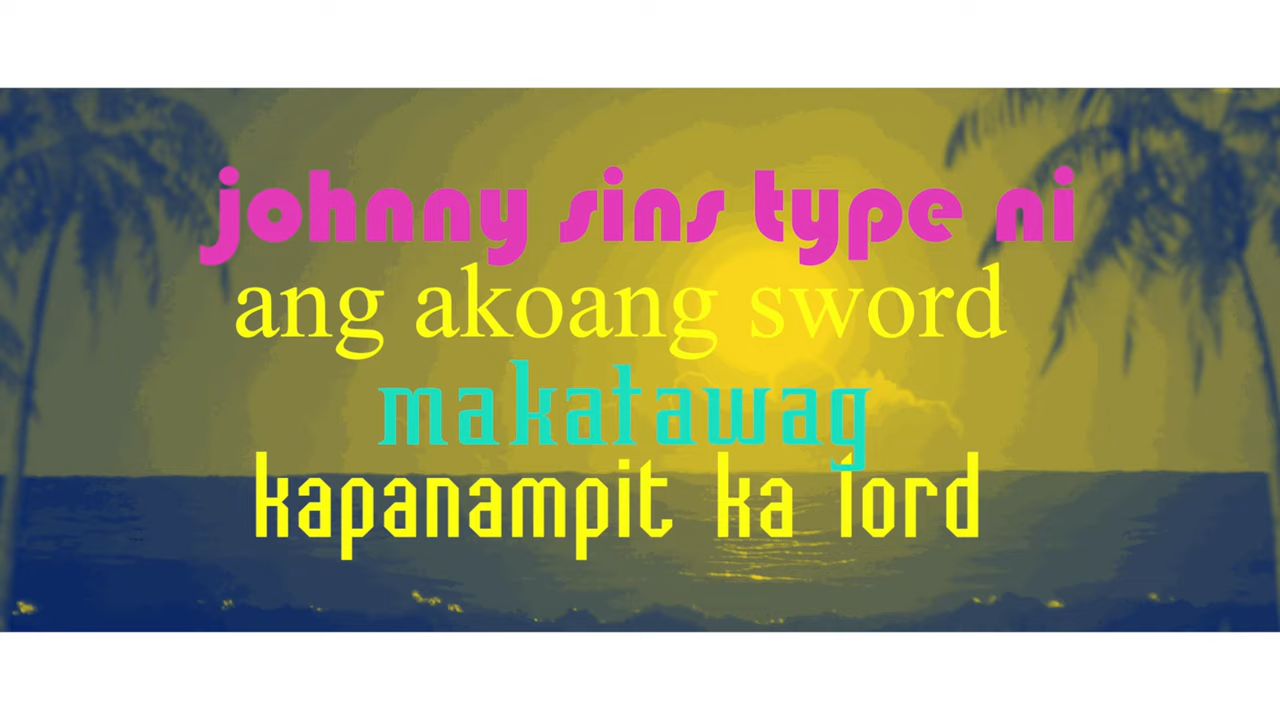 johnny sins type ni
ang akoang sword
makatawag
kapanampit ka lord